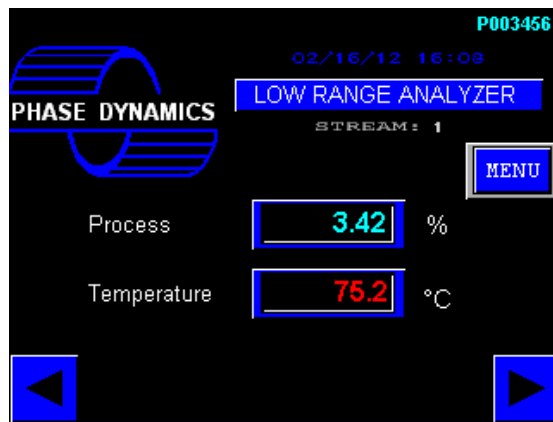 P003456
02/16/12 16:08
PHASE DYNAMICS
LOW RANGE ANALYZER
STREAM: 1
MENU
Process 3.42 %
Temperature 75.2 °C